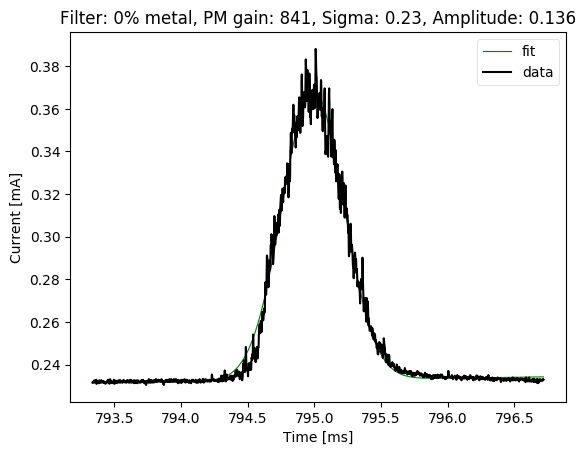 Filter: 0% metal, PM gain: 841, Sigma: 0.23, Amplitude: 0.136
fit
data
0.38
0.36
0.34
0.32
0.30
0.28
0.26
0.24
Current [mA]
793.5 794.0 794.5 795.0 795.5 796.0 796.5
Time [ms]